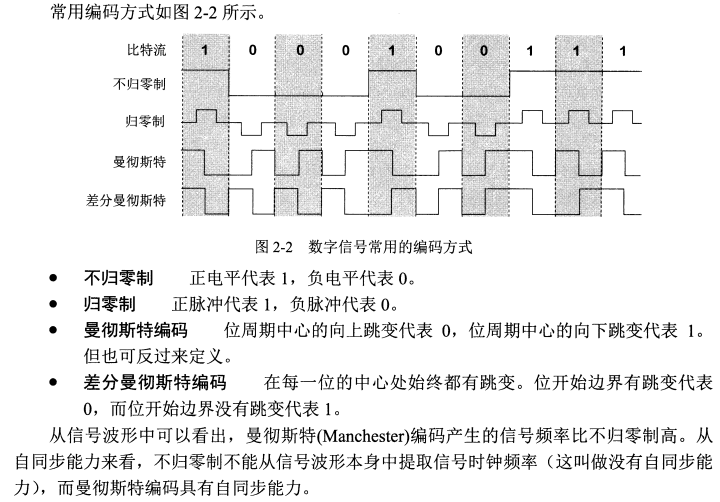 常用编码方式如图 2-2 所示。
比特流 1 0 0 0 1 0 0 1 1 1
不归零制
归零制
曼彻斯特
差分曼彻斯特
图 2-2 数字信号常用的编码方式
● 不归零制 正电平代表 1，负电平代表 0。
● 归零制 正脉冲代表 1，负脉冲代表 0。
● 曼彻斯特编码 位周期中心的向上跳变代表 0，位周期中心的向下跳变代表 1。
但也可反过来定义。
● 差分曼彻斯特编码 在每一位的中心处始终都有跳变。位开始边界有跳变代表
0，而位开始边界没有跳变代表 1。
从信号波形中可以看出，曼彻斯特(Manchester)编码产生的信号频率比不归零制高。从
自同步能力来看，不归零制不能从信号波形本身中提取信号时钟频率（这叫做没有自同步能
力），而曼彻斯特编码具有自同步能力。